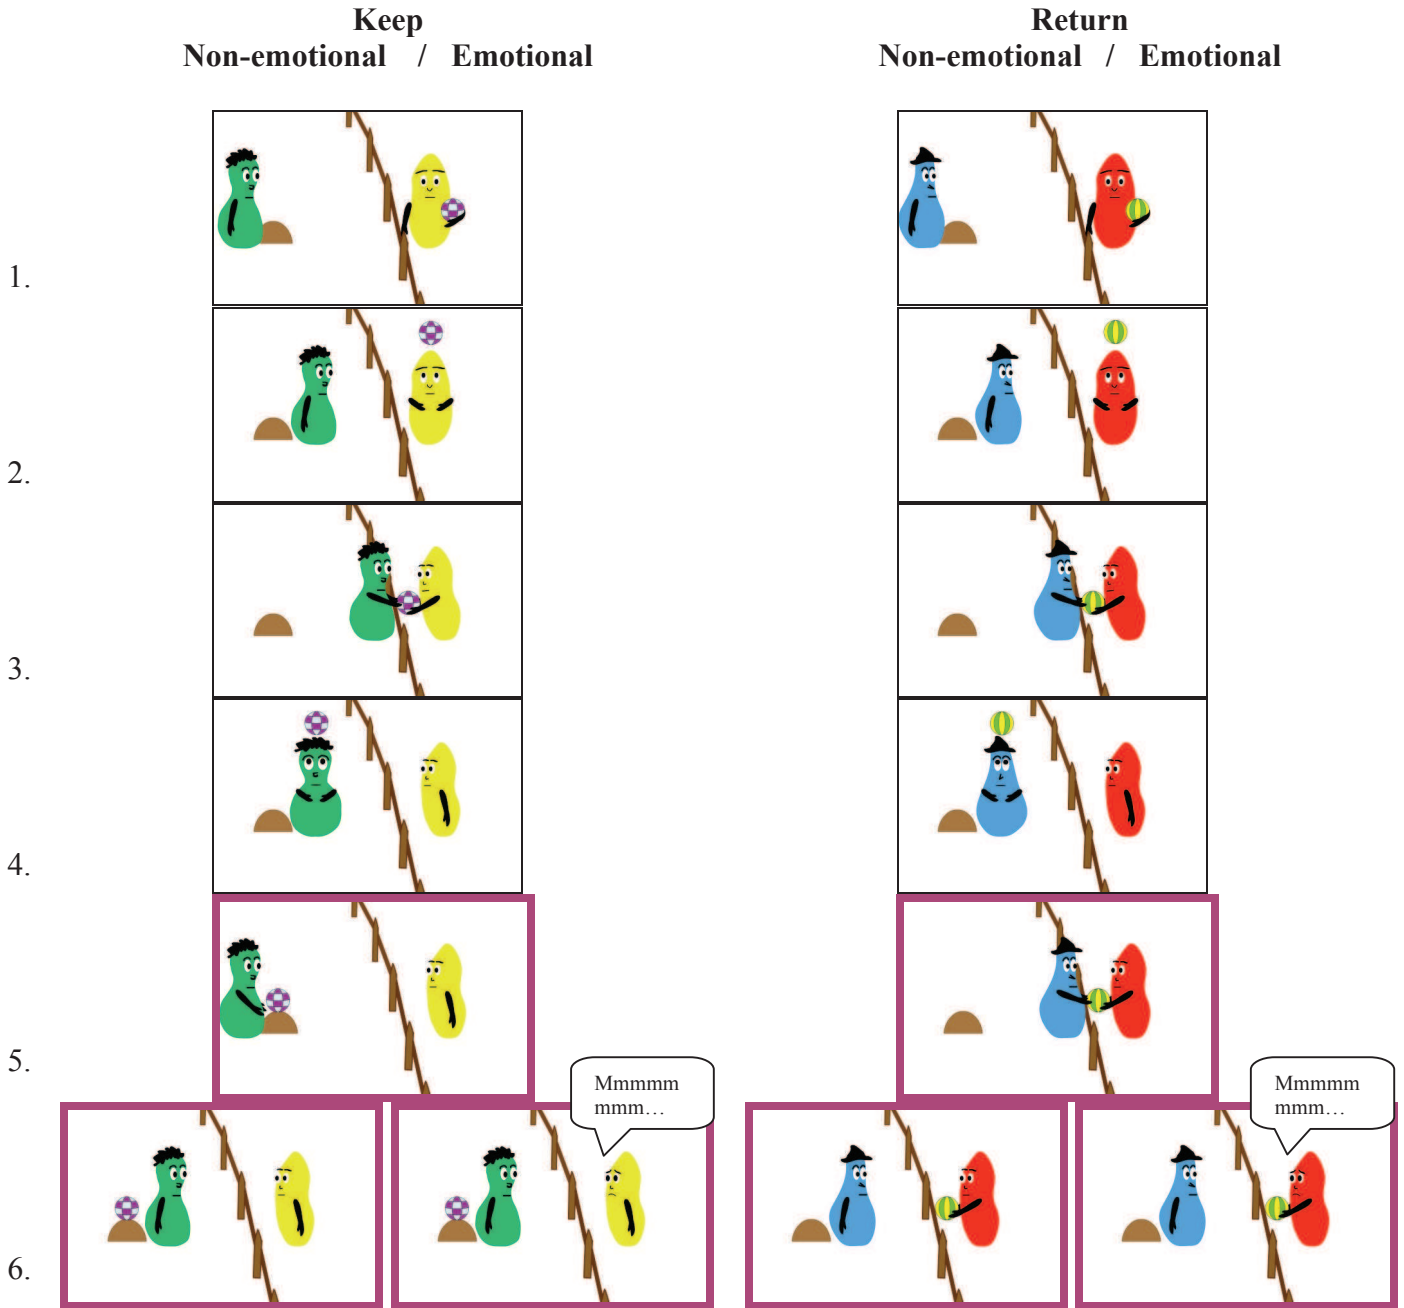 Keep
Non-emotional / Emotional
Return
Non-emotional / Emotional
1.
2.
3.
4.
5.
Mmmmm
mmm…
Mmmmm
mmm…
6.